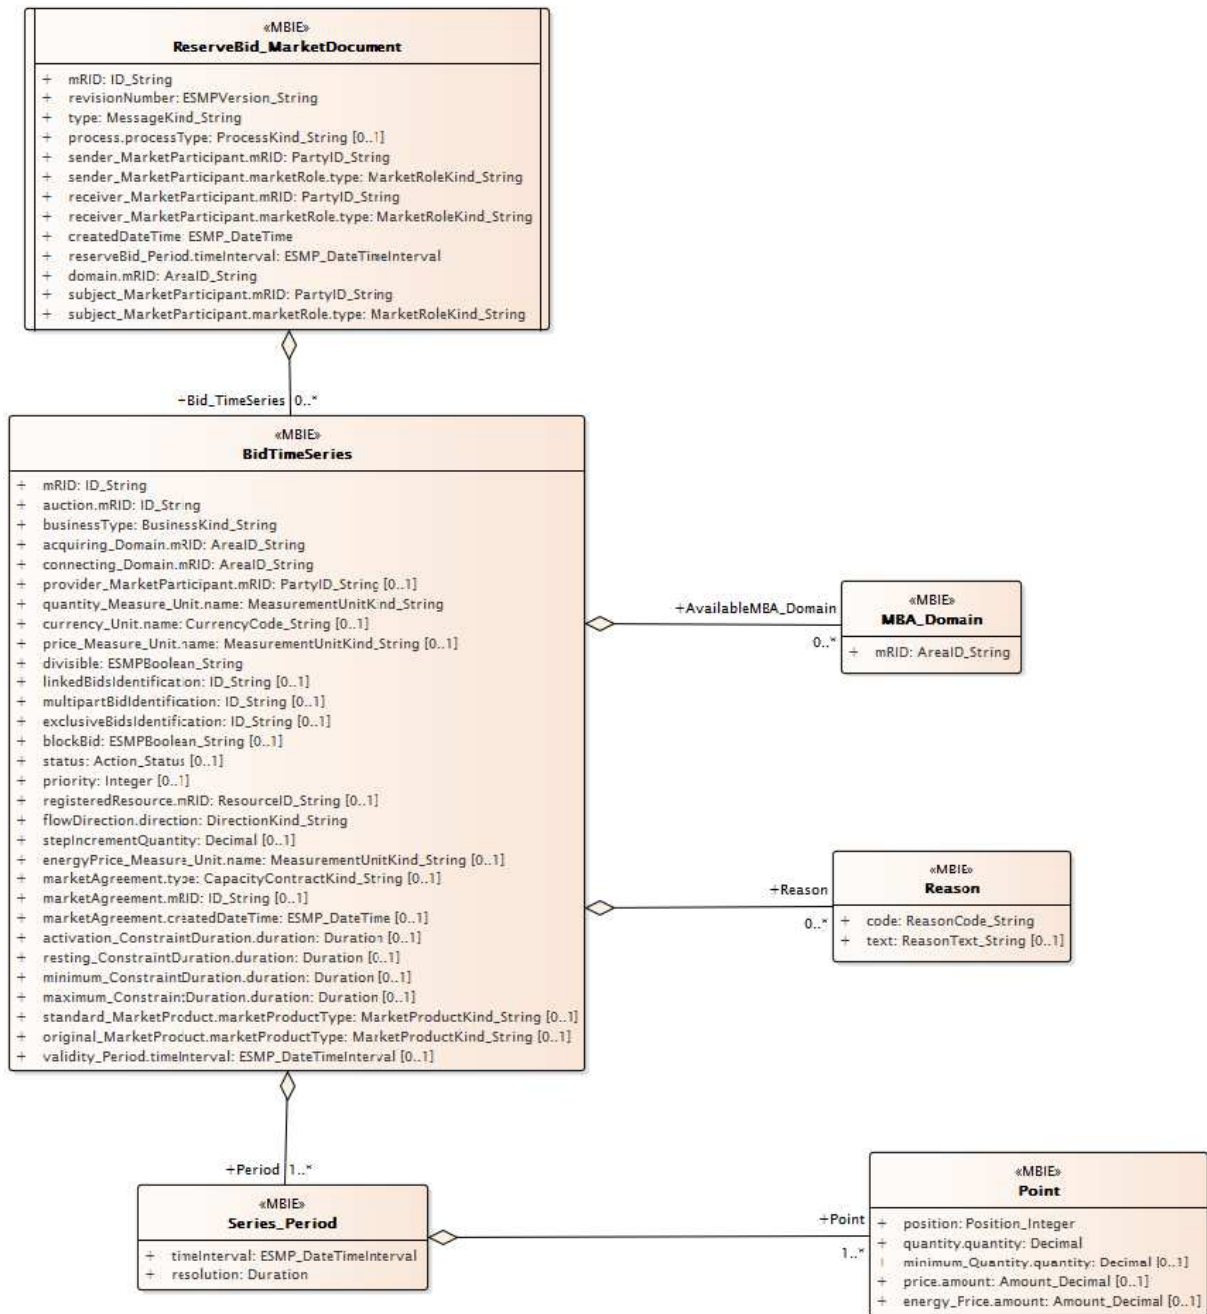 «MBIE»
ReserveBid_MarketDocument
+ mRID: ID_String
+ revisionNumber: ESMPVersion_String
+ type: MessageKind_String
+ process.processType: ProcessKind_String [0..1]
+ sender_MarketParticipant.mRID: PartyID_String
+ sender_MarketParticipant.marketRole.type: MarketRoleKind_String
+ receiver_MarketParticipant.mRID: PartyID_String
+ receiver_MarketParticipant.marketRole.type: MarketRoleKind_String
+ createdDateTime: ESMP_DateTime
+ reserveBid_Period.timeInterval: ESMP_DateTimeInterval
+ domain.mRID: AreaID_String
+ subject_MarketParticipant.mRID: PartyID_String
+ subject_MarketParticipant.marketRole.type: MarketRoleKind_String
-Bid_TimeSeries 0..*
«MBIE»
BidTimeSeries
+ mRID: ID_String
+ auction.mRID: ID_String
+ businessType: BusinessKind_String
+ acquiring_Domain.mRID: AreaID_String
+ connecting_Domain.mRID: AreaID_String
+ provider_MarketParticipant.mRID: PartyID_String [0..1]
+ quantity_Measure_Unit.name: MeasurementUnitKind_String
+ currency_Unit.name: CurrencyCode_String [0..1]
+ price_Measure_Unit.name: MeasurementUnitKind_String [0..1]
+ divisible: ESMPBoolean_String
+ linkedBidsIdentification: ID_String [0..1]
+ multipartBidIdentification: ID_String [0..1]
+ exclusiveBidsIdentification: ID_String [0..1]
+ blockBid: ESMPBoolean_String [0..1]
+ status: Action_Status [0..1]
+ priority: Integer [0..1]
+ registeredResource.mRID: ResourceID_String [0..1]
+ flowDirection.direction: DirectionKind_String
+ stepIncrementQuantity: Decimal [0..1]
+ energyPrice_Measure_Unit.name: MeasurementUnitKind_String [0..1]
+ marketAgreement.type: CapacityContractKind_String [0..1]
+ marketAgreement.mRID: ID_String [0..1]
+ marketAgreement.createdDateTime: ESMP_DateTime [0..1]
+ activation_ConstraintDuration.duration: Duration [0..1]
+ resting_ConstraintDuration.duration: Duration [0..1]
+ minimum_ConstraintDuration.duration: Duration [0..1]
+ maximum_ConstraintDuration.duration: Duration [0..1]
+ standard_MarketProduct.marketProductType: MarketProductKind_String [0..1]
+ original_MarketProduct.marketProductType: MarketProductKind_String [0..1]
+ validity_Period.timeInterval: ESMP_DateTimeInterval [0..1]
+AvailableMBA_Domain
0..*
«MBIE»
MBA_Domain
+ mRID: AreaID_String
+Reason
0..*
«MBIE»
Reason
+ code: ReasonCode_String
+ text: ReasonText_String [0..1]
+Period 1..*
«MBIE»
Series_Period
+ timeInterval: ESMP_DateTimeInterval
+ resolution: Duration
+Point
1..*
«MBIE»
Point
+ position: Position_Integer
+ quantity.quantity: Decimal
+ minimum_Quantity.quantity: Decimal [0..1]
+ price.amount: Amount_Decimal [0..1]
+ energy_Price.amount: Amount_Decimal [0..1]